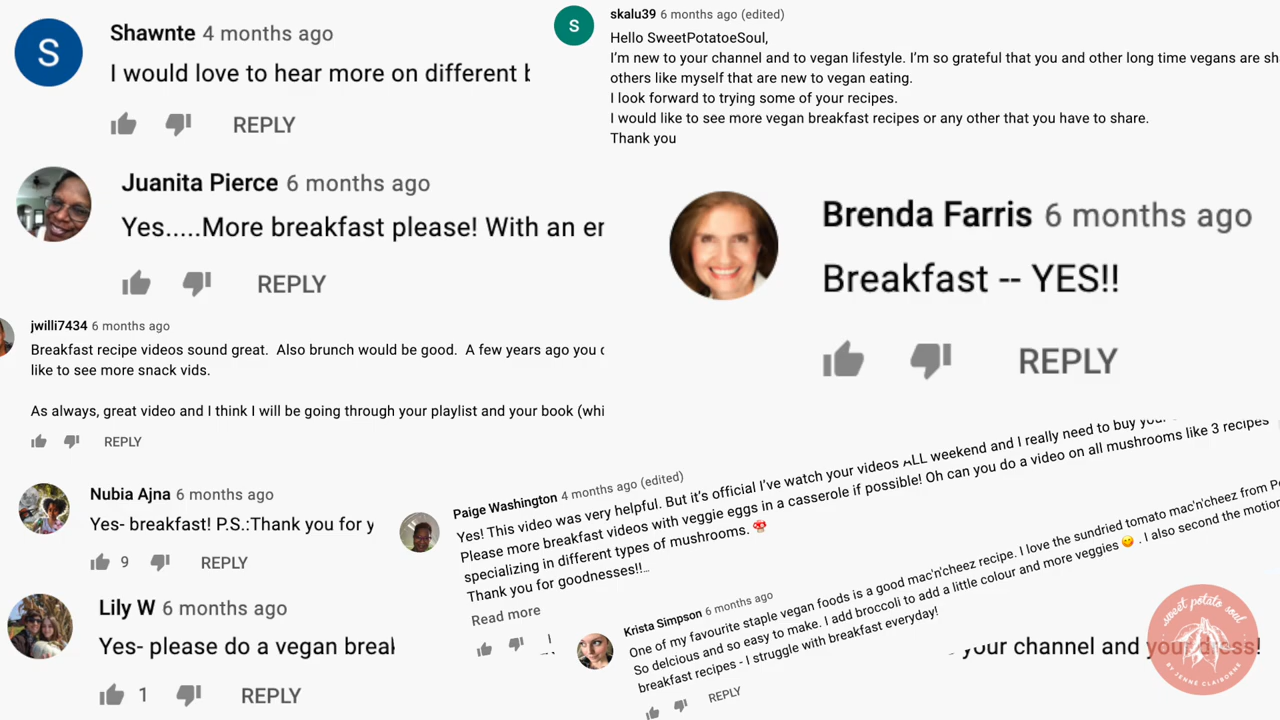 Shawnte 4 months ago
I would love to hear more on different
REPLY
Juanita Pierce 6 months ago
Yes.....More breakfast please! With an
REPLY
jwilli7434 6 months ago
Breakfast recipe videos sound great. Also brunch would be good. A few years ago you
like to see more snack vids.
As always, great video and I think I will be going through your playlist and your book
REPLY
Nubia Ajna 6 months ago
Yes- breakfast! P.S.:Thank you for
9 REPLY
Lily W 6 months ago
Yes- please do a vegan
1 REPLY
S
S
skalu39 6 months ago (edited)
Hello SweetPotatoeSoul,
I'm new to your channel and to vegan lifestyle. I'm so grateful that you and other long time vegans are
others like myself that are new to vegan eating.
I look forward to trying some of your recipes.
I would like to see more vegan breakfast recipes or any other that you have to share.
Thank you
Brenda Farris 6 months ago
Breakfast -- YES!!
REPLY
Paige Washington 4 months ago (edited)
Yes! This video was very helpful. But it's official I've watch your videos ALL weekend and I really need to buy your
Please more breakfast videos with veggie eggs in a casserole if possible! Oh can you do a video on all mushrooms like 3 recipes
specializing in different types of mushrooms. 🍄
Thank you for goodnesses!!...
Read more
Krista Simpson 6 months ago
One of my favourite staple vegan foods is a good mac'n'cheez recipe. I love the sundried tomato mac'n'cheez from
So delcious and so easy to make. I add broccoli to add a little colour and more veggies 😋 . I also second the motion
breakfast recipes - I struggle with breakfast everyday!
REPLY
your channel and your dress!
sweet potato soul
BY JENNÉ CLAIBORNE